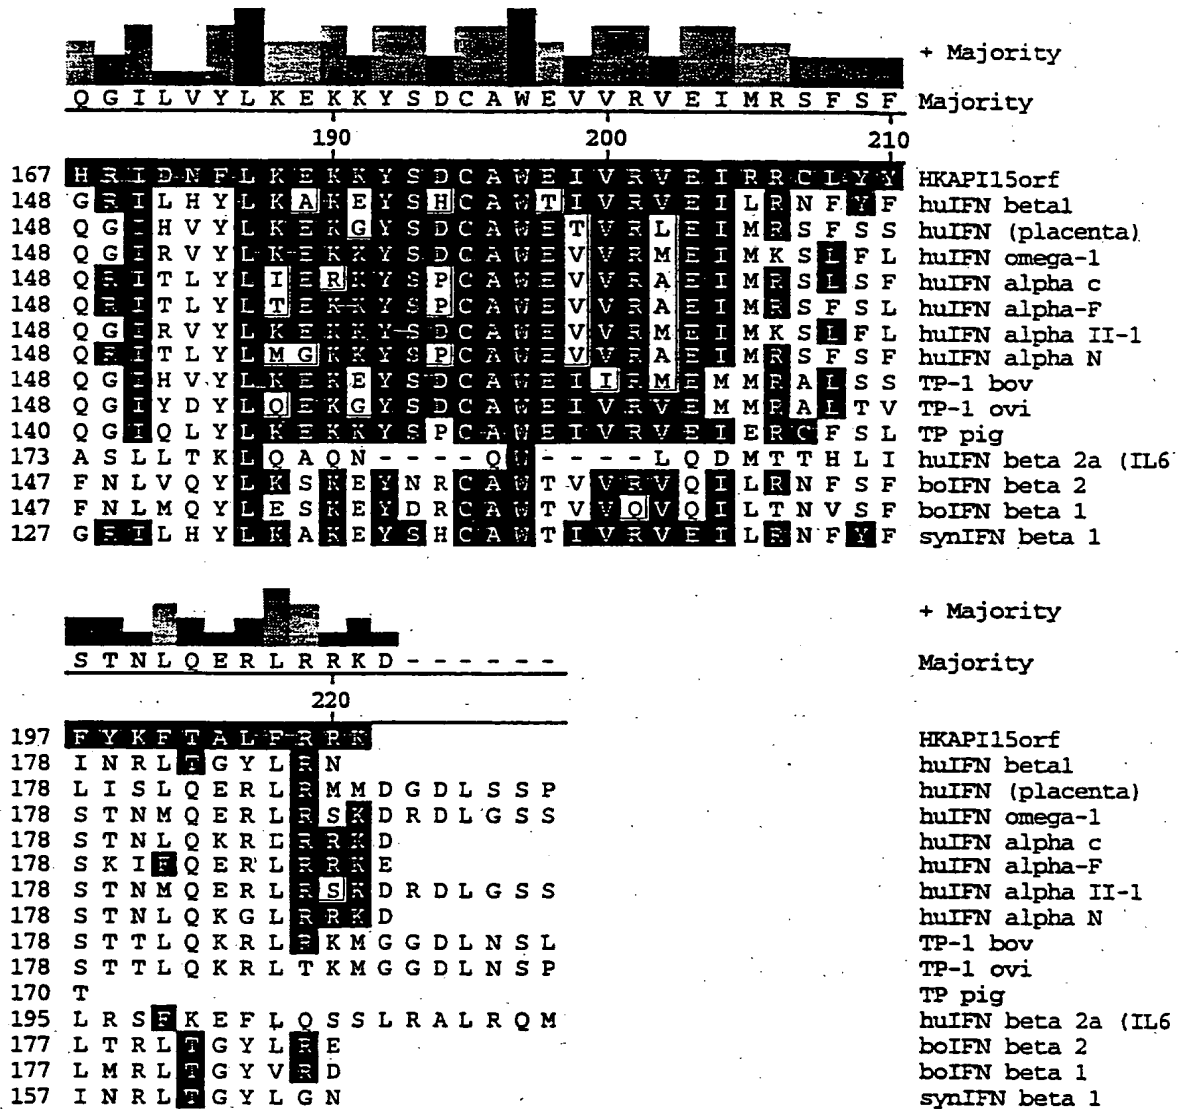 + Majority
Q G I L V Y L K E K K Y S D C A W E V V R V E I M R S F S F Majority
190 200 210
167 H R I D N F L K E K K Y S D C A W E I V R V E I R R C L Y Y HKAPI15orf
148 G R I L H Y L K A K E Y S H C A W T I V R V E I L R N F Y F huIFN beta1
148 Q G I H V Y L K E K G Y S D C A W E T V R L E I M R S F S S huIFN (placenta)
148 Q G I R V Y L K E K K Y S D C A W E V V R M E I M K S L F L huIFN omega-1
148 Q R I T L Y L I E R K Y S P C A W E V V R A E I M R S L S F huIFN alpha c
148 Q R I T L Y L T E K K Y S P C A W E V V R A E I M R S F S L huIFN alpha-F
148 Q G I R V Y L K E K K Y S D C A W E V V R M E I M K S L F L huIFN alpha II-1
148 Q R I T L Y L M G K K Y S P C A W E V V R A E I M R S F S F huIFN alpha N
148 Q G I H V Y L K E K E Y S D C A W E I I R M E M M R A L S S TP-1 bov
148 Q G I Y D Y L Q E K G Y S D C A W E I V R V E M M R A L T V TP-1 ovi
140 Q G I Q L Y L K E K K Y S P C A W E I V R V E I E R C F S L TP pig
173 A S L L T K L Q A Q N - - - - Q W - - - - - L Q D M T T H L I huIFN beta 2a (IL6
147 F N L V Q Y L K S K E Y N R C A W T V V R V Q I L R N F S F boIFN beta 2
147 F N L M Q Y L E S K E Y D R C A W T V V Q V Q I L T N V S F boIFN beta 1
127 G R I L H Y L K A K E Y S H C A W T I V R V E I L R N F Y F synIFN beta 1
+ Majority
S T N L Q E R L R R K D - - - - - - Majority
220
197 F Y K F T A L F R R K HKAPI15orf
178 I N R L T G Y L R N huIFN beta1
178 L I S L Q E R L R M M D G D L S S P huIFN (placenta)
178 S T N M Q E R L R S K D R D L G S S huIFN omega-1
178 S T N L Q K R L R R K D huIFN alpha c
178 S K I F Q E R L R R K E huIFN alpha-F
178 S T N M Q E R L R S K D R D L G S S huIFN alpha II-1
178 S T N L Q K G L R R K D huIFN alpha N
178 S T T L Q K R L R K M G G D L N S L TP-1 bov
178 S T T L Q K R L T K M G G D L N S P TP-1 ovi
170 T TP pig
195 L R S F K E F L Q S S L R A L R Q M huIFN beta 2a (IL6
177 L T R L T G Y L R E boIFN beta 2
177 L M R L T G Y V R D boIFN beta 1
157 I N R L T G Y L G N synIFN beta 1